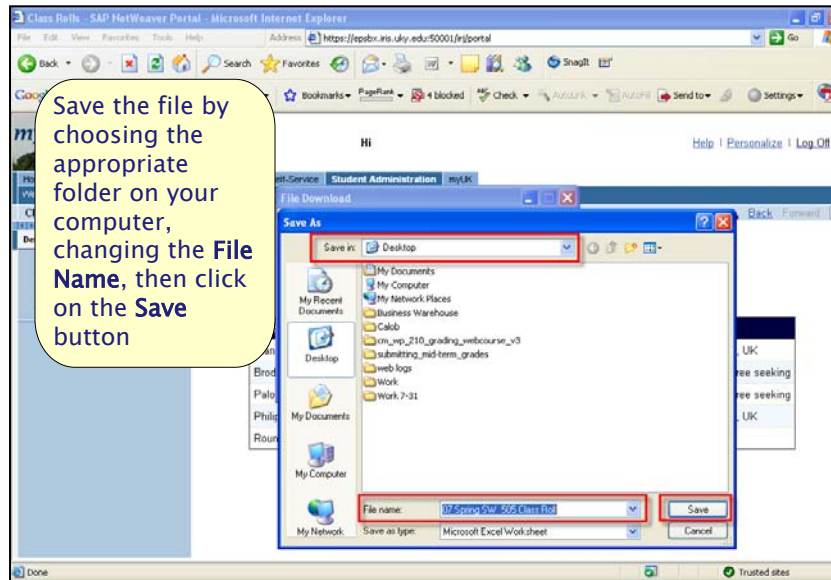 Class Rolls - SAP NetWeaver Portal - Microsoft Internet Explorer
File Edit View Favorites Tools Help Address https://epsbx.iris.uky.edu:50001/irj/portal Go
Back Search Favorites SnagIt
Bookmarks PageRank 4 blocked Check AutoLink AutoFill Send to Settings
Save the file by
choosing the
appropriate
folder on your
computer,
changing the File
Name, then click
on the Save
button
Hi
Help | Personalize | Log Off
Student Administration myUK
Back Forward
File Download
Save As
Save in: Desktop
My Recent
Documents
Desktop
My Documents
My Computer
My Network
My Documents
My Computer
My Network Places
Business Warehouse
Calob
cm_wp_210_grading_webcourse_v3
submitting_mid-term_grades
web logs
Work
Work 7-31
, UK
Brod
ree seeking
Palo
ree seeking
Philip
, UK
Roun
File name: 07 Spring SW 505 Class Roll Save
Save as type: Microsoft Excel Worksheet Cancel
Done Trusted sites